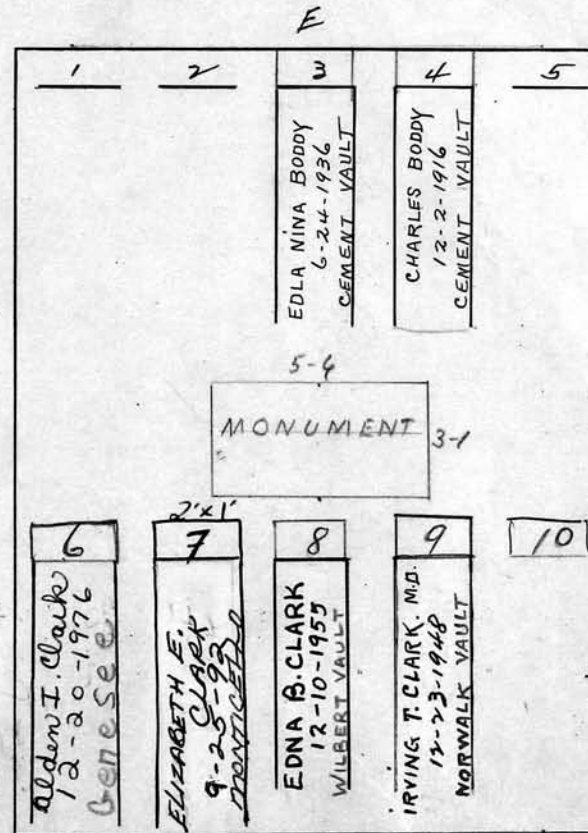 E
1 2 3 4 5
EDLA NINA BODDY
6-24-1936
CEMENT VAULT
CHARLES BODDY
12-2-1916
CEMENT VAULT
5-4
MONUMENT 3-1
2'x1'
6 7 8 9 10
Alden I. Clark
12-20-1976
Genesee
ELIZABETH E.
CLARK
9-25-92
MONTICELLO
EDNA B. CLARK
12-10-1955
WILBERT VAULT
IRVING T. CLARK. M.D.
12-23-1948
NORWALK VAULT